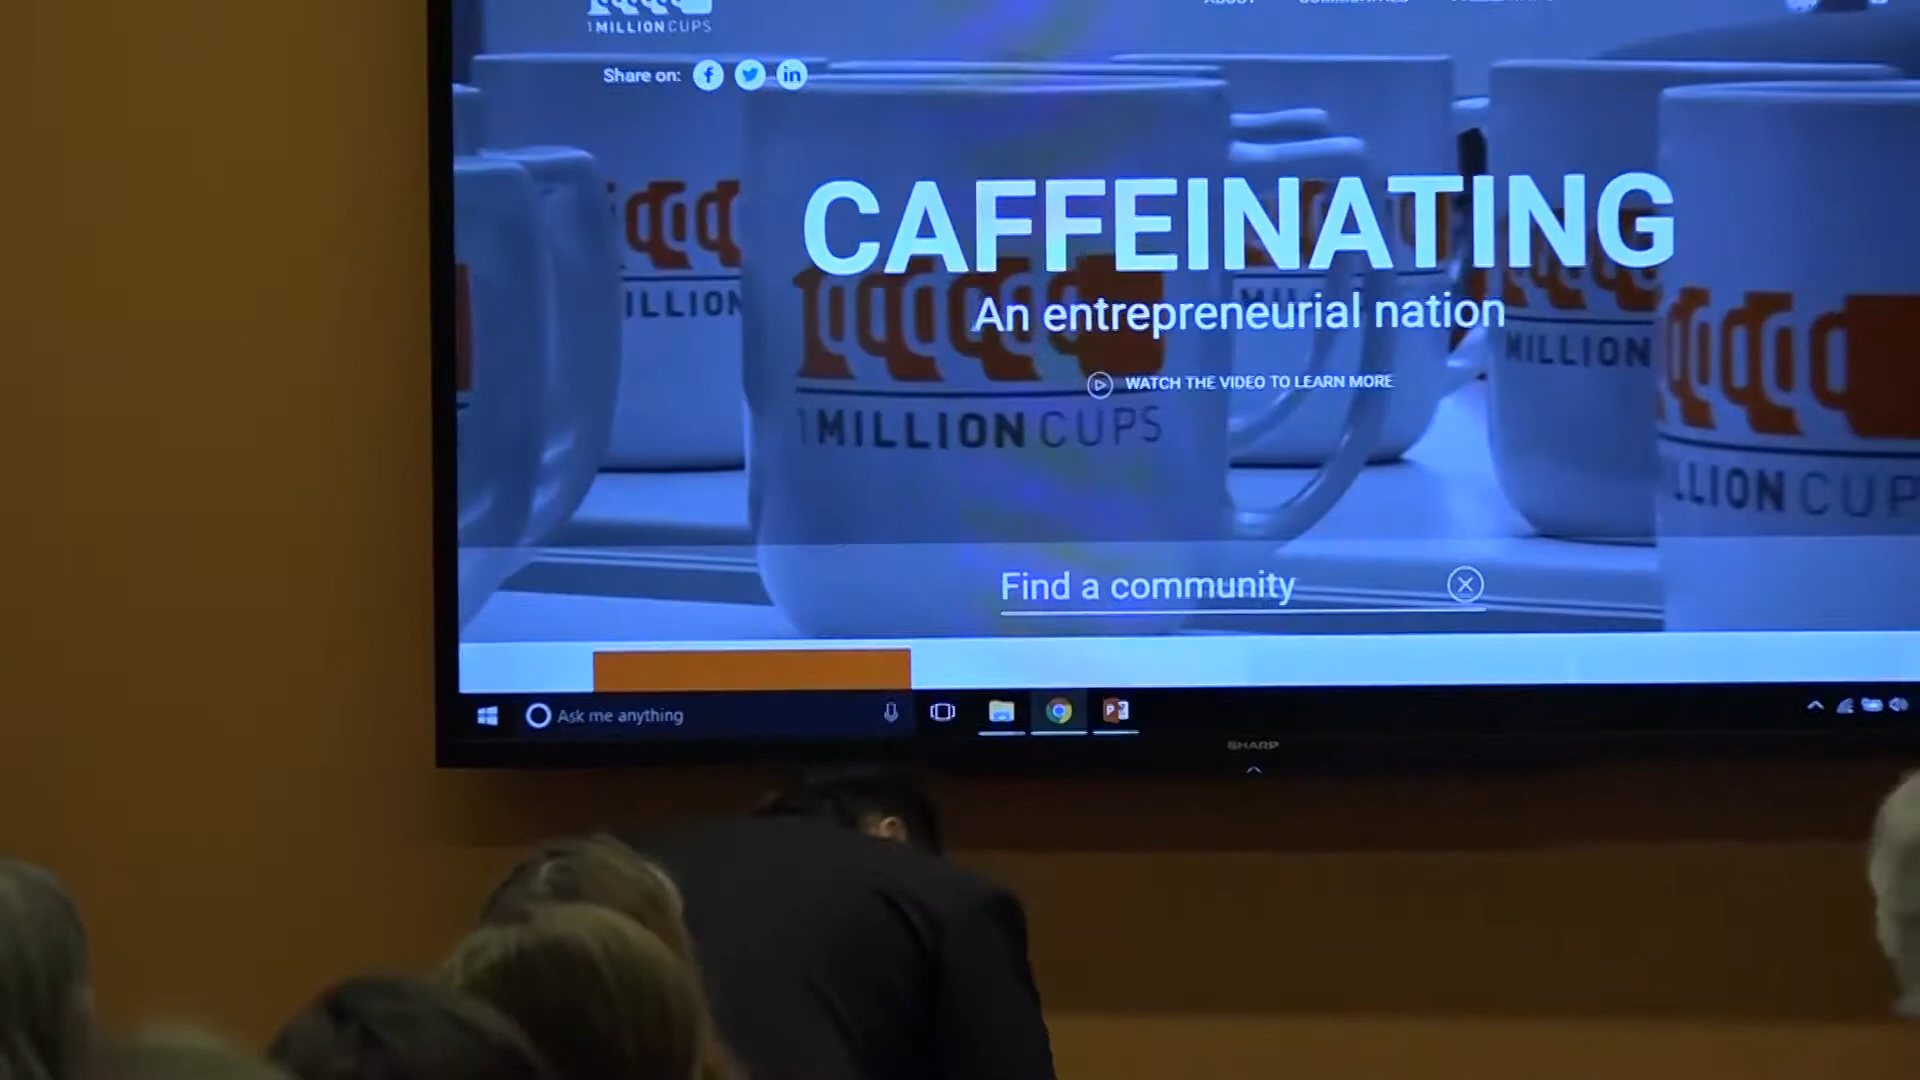 1MILLIONCUPS
Share on:
CAFFEINATING
An entrepreneurial nation
WATCH THE VIDEO TO LEARN MORE
ILLION
MILLION
1MILLION CUPS
LLION CUP
Find a community
Ask me anything
SHARP